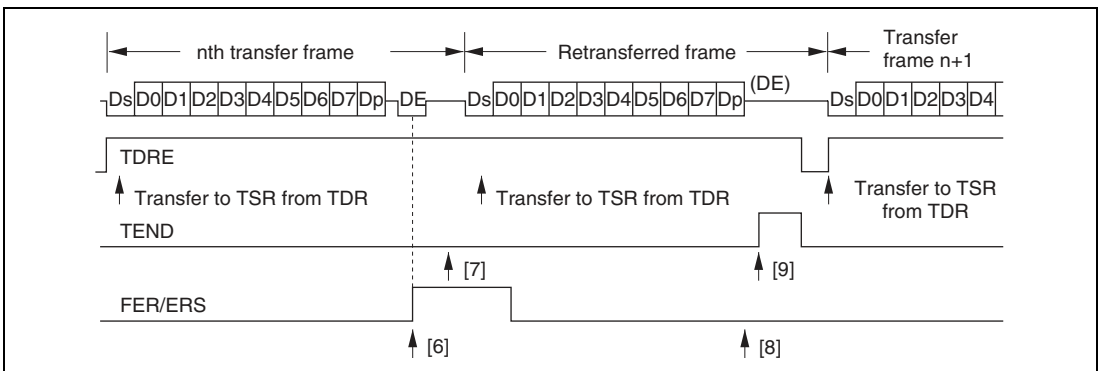 nth transfer frame
Retransferred frame
Transfer
frame n+1
(DE)
Ds D0 D1 D2 D3 D4 D5 D6 D7 Dp DE Ds D0 D1 D2 D3 D4 D5 D6 D7 Dp Ds D0 D1 D2 D3 D4
TDRE
Transfer to TSR from TDR
Transfer to TSR from TDR
Transfer to TSR
from TDR
TEND
[7]
[9]
FER/ERS
[6]
[8]